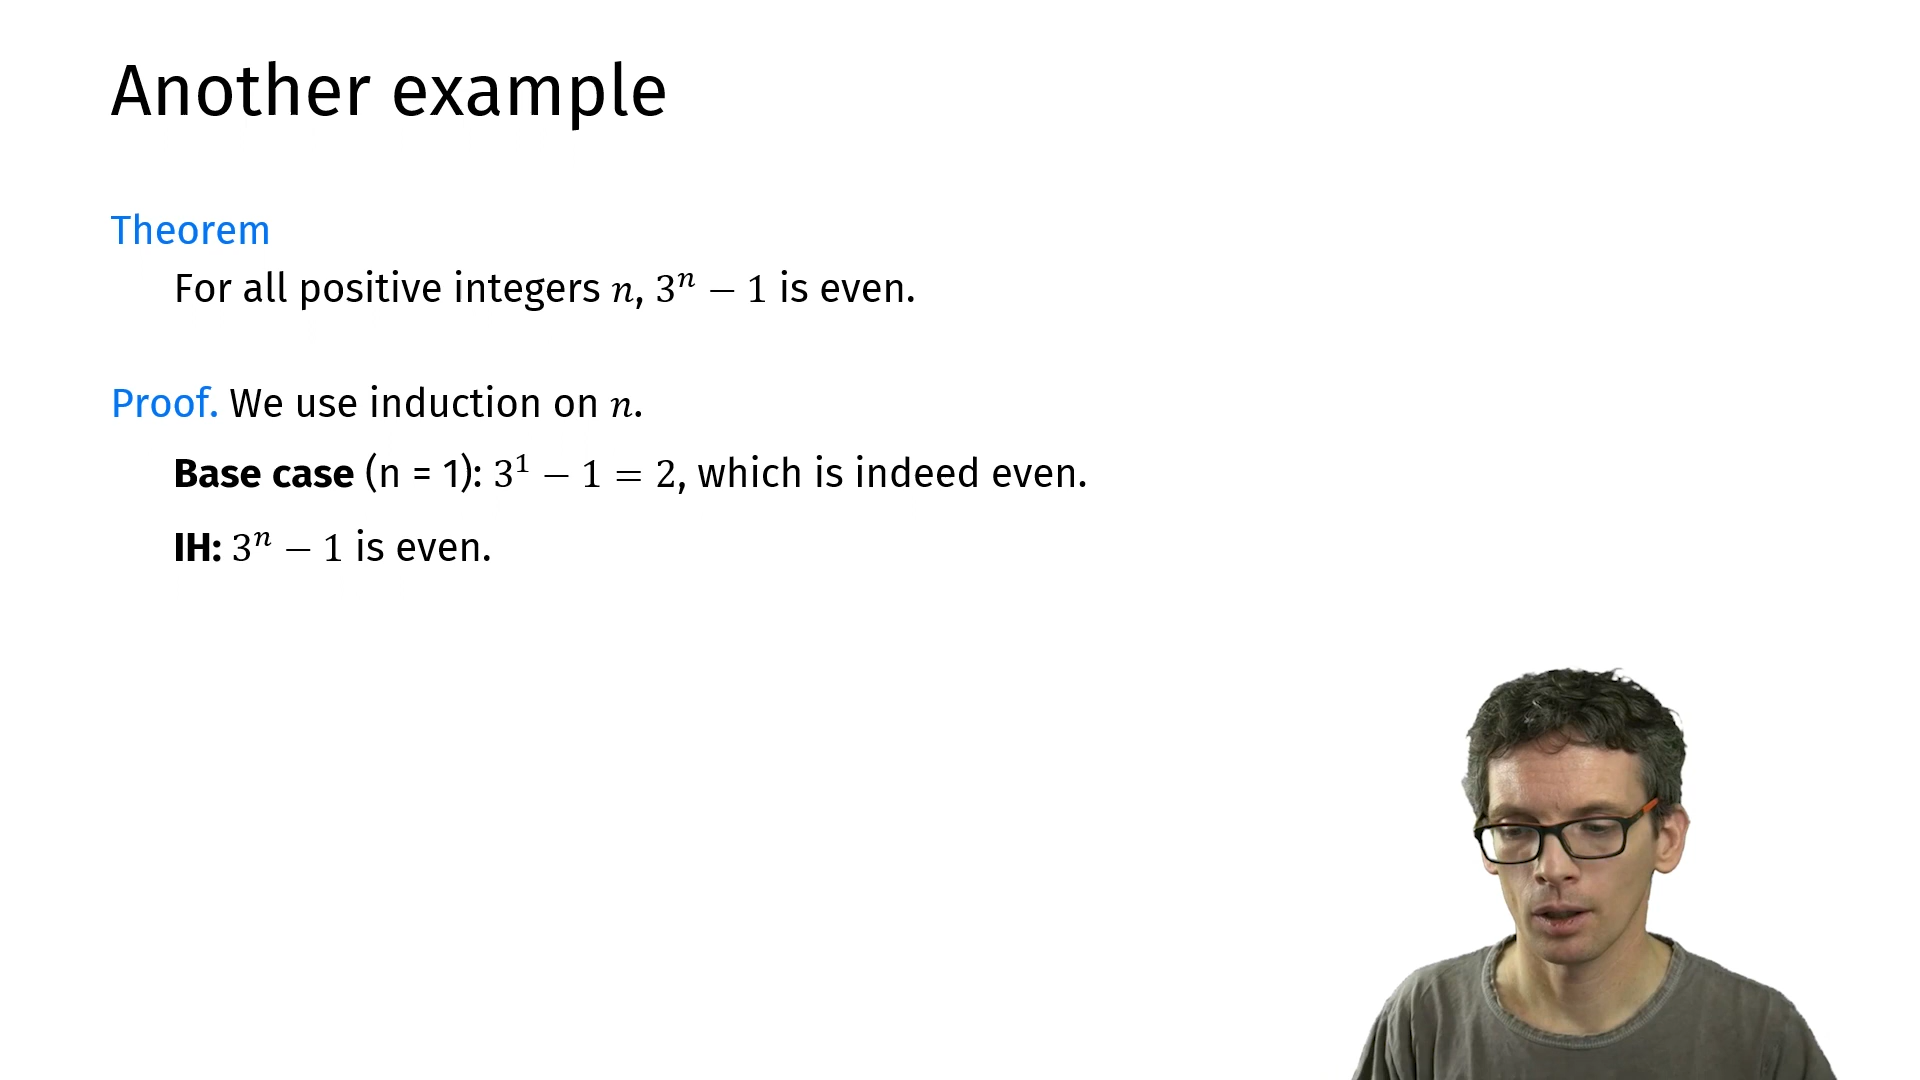 Another example
Theorem
For all positive integers n, 3ⁿ − 1 is even.
Proof. We use induction on n.
Base case (n = 1): 3¹ − 1 = 2, which is indeed even.
IH: 3ⁿ − 1 is even.